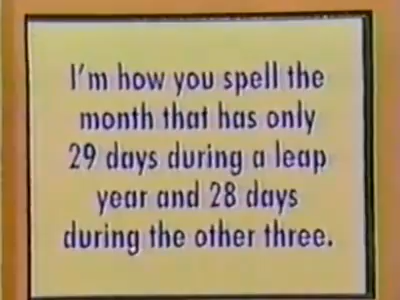 I'm how you spell the
month that has only
29 days during a leap
year and 28 days
during the other three.